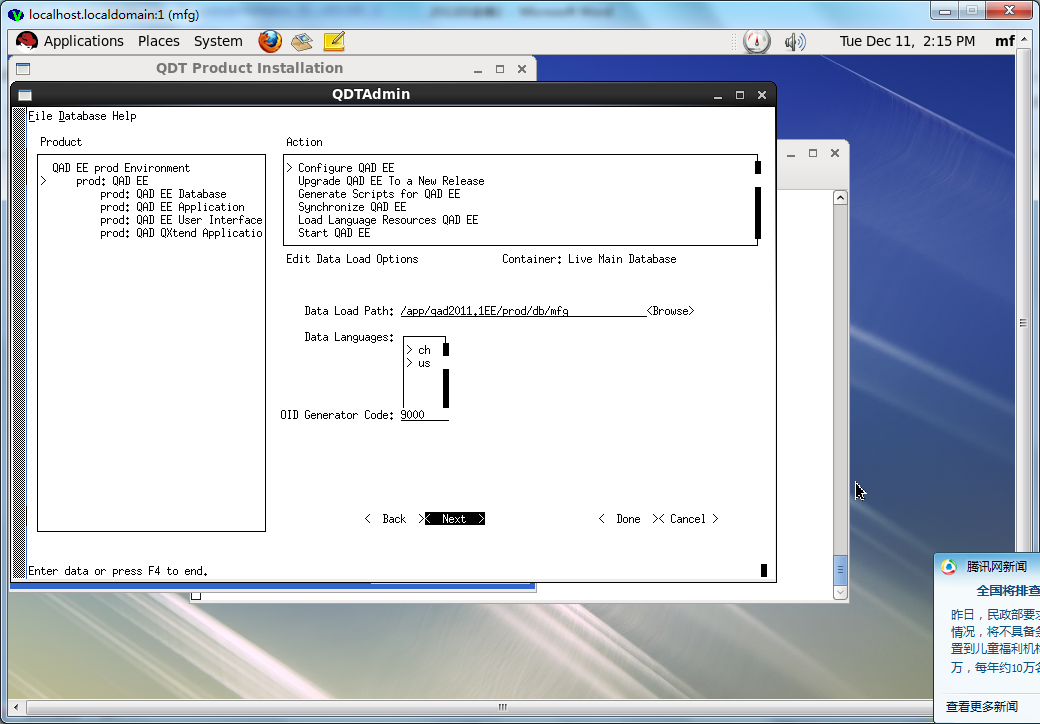 localhost.localdomain:1 (mfg)
Applications Places System
Tue Dec 11, 2:15 PM mf
QDT Product Installation
QDTAdmin
File Database Help
Product
Action
QAD EE prod Environment
> prod: QAD EE
prod: QAD EE Database
prod: QAD EE Application
prod: QAD EE User Interface
prod: QAD QXtend Applicatio
> Configure QAD EE
Upgrade QAD EE To a New Release
Generate Scripts for QAD EE
Synchronize QAD EE
Load Language Resources QAD EE
Start QAD EE
Edit Data Load Options Container: Live Main Database
Data Load Path: /app/qad2011.1EE/prod/db/mfg <Browse>
Data Languages:
> ch
> us
OID Generator Code: 9000
< Back >< Next > < Done >< Cancel >
Enter data or press F4 to end.
腾讯网新闻
全国将排查
昨日，民政部要求
情况，将不具备条
置到儿童福利机构
万，每年约10万名
查看更多新闻